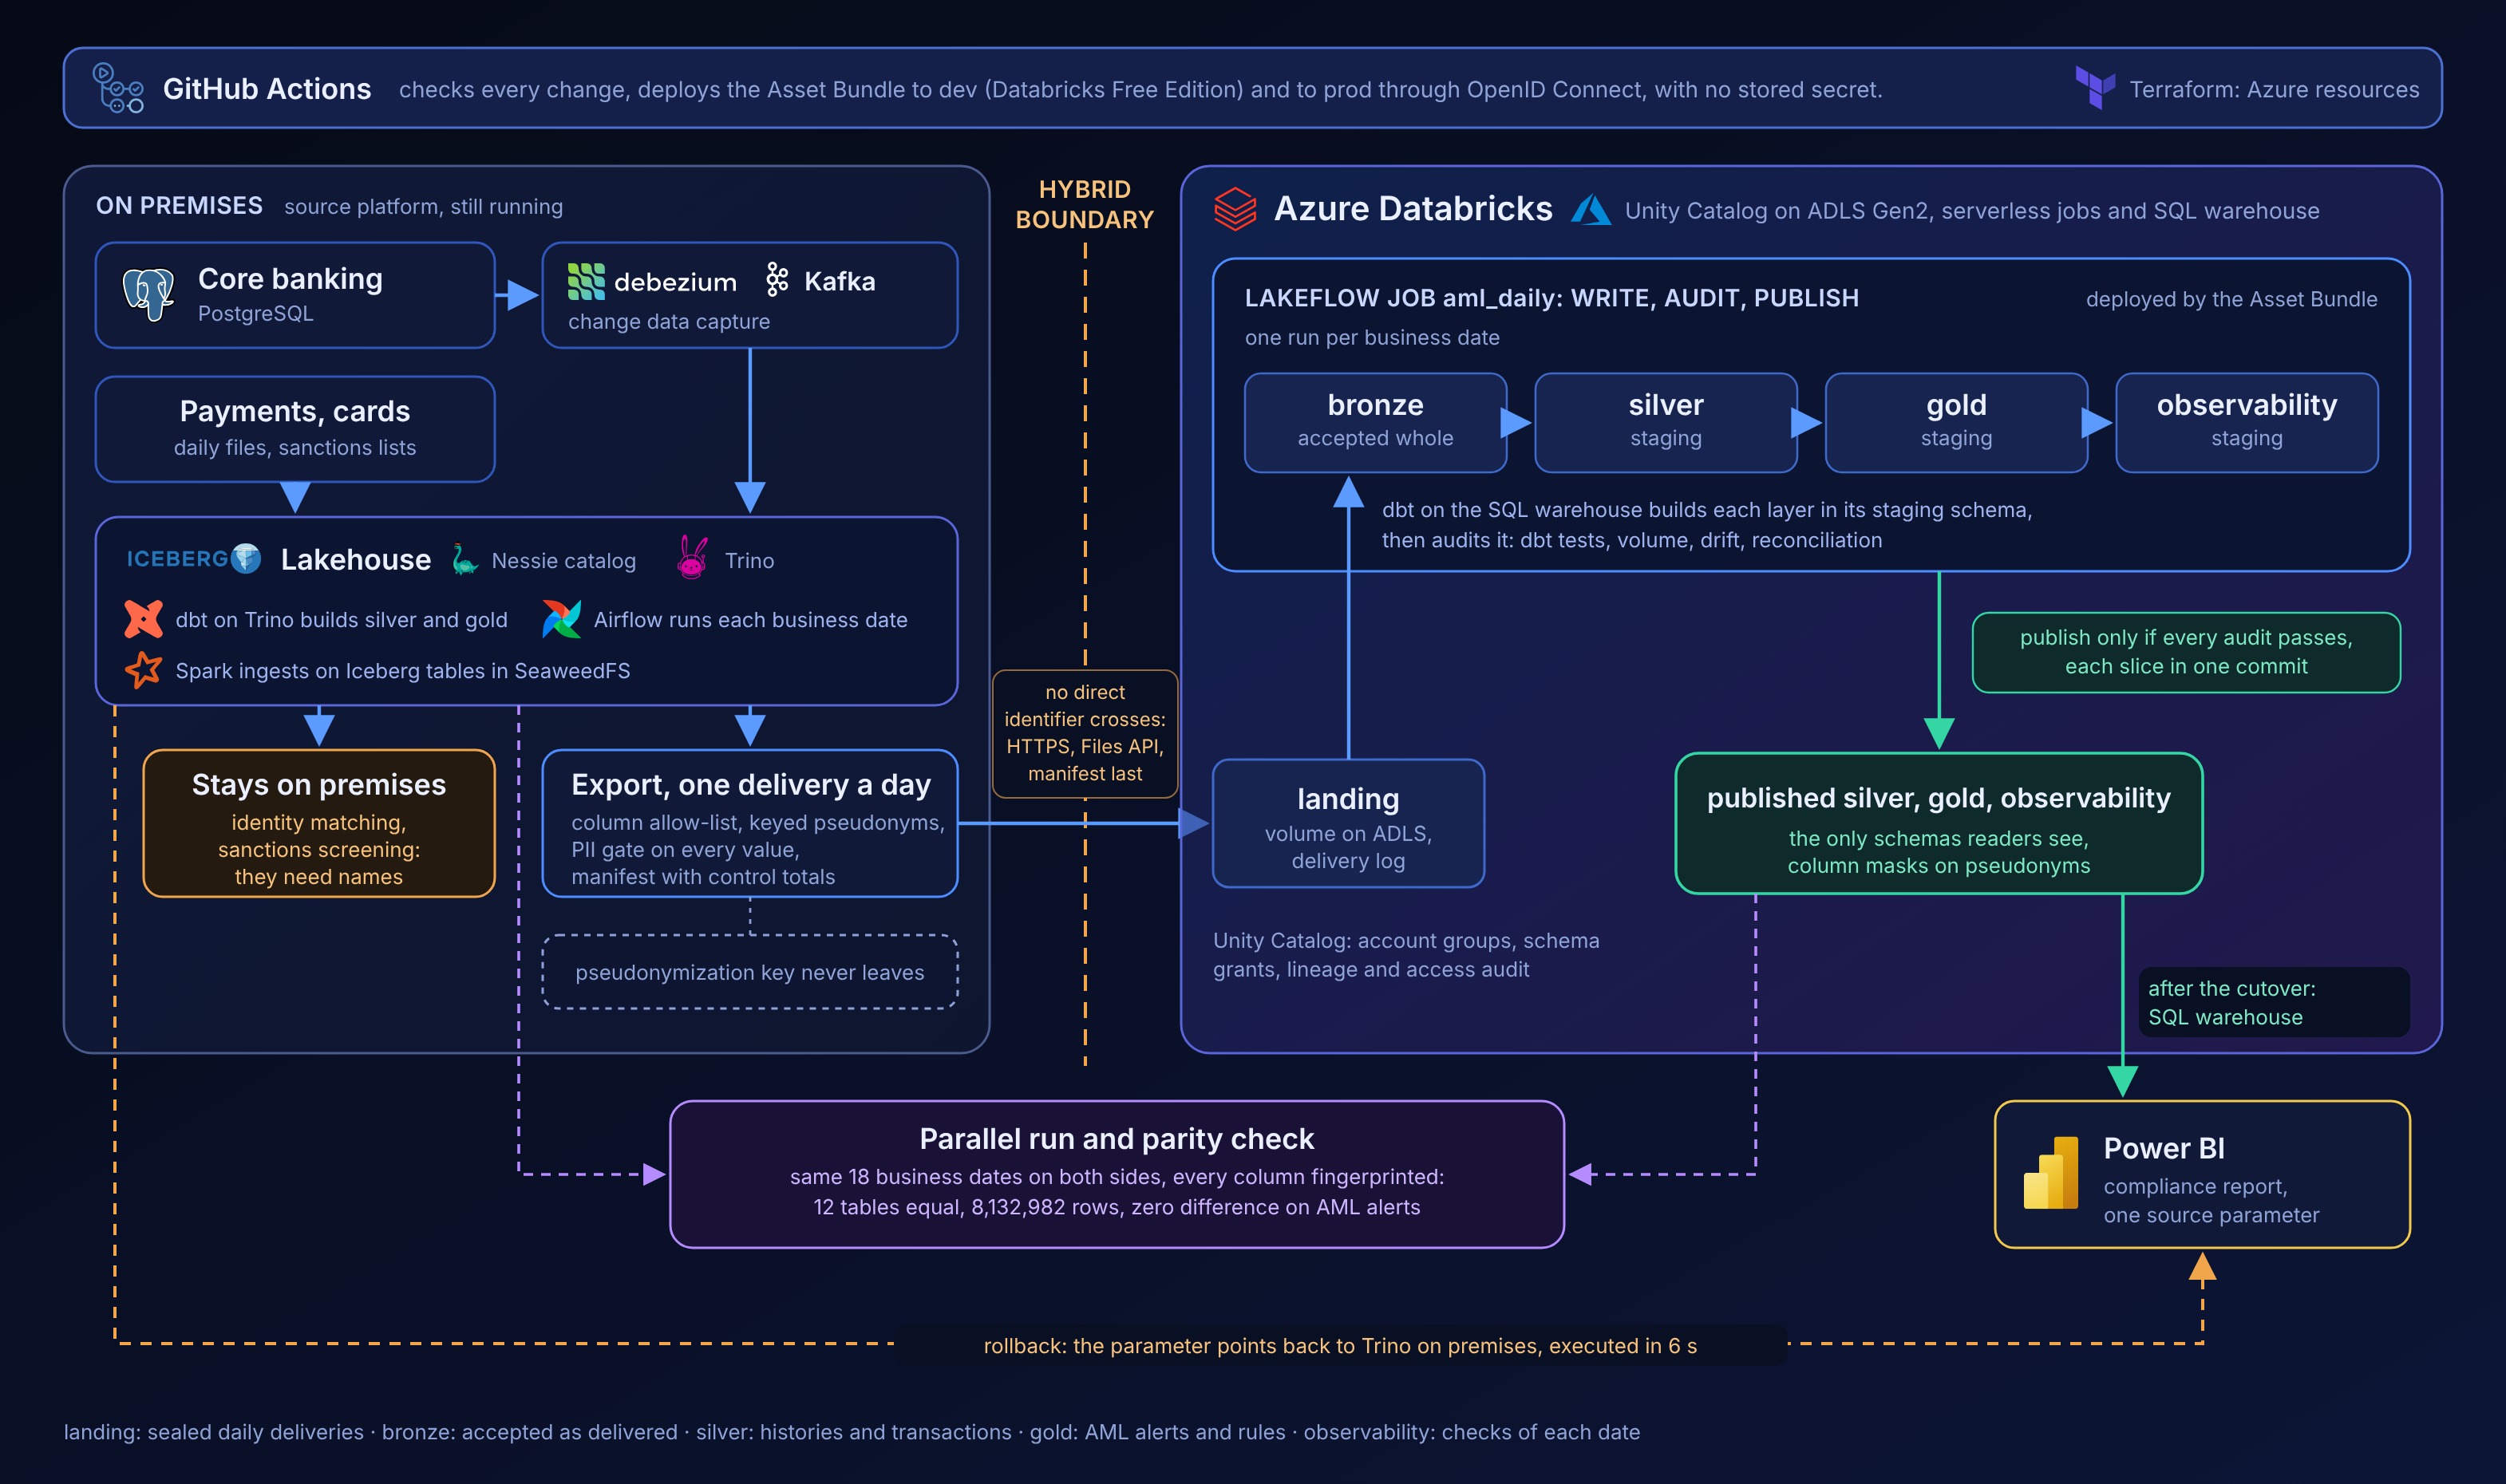 GitHub Actions checks every change, deploys the Asset Bundle to dev (Databricks Free Edition) and to prod through OpenID Connect, with no stored secret. Terraform: Azure resources
ON PREMISES source platform, still running
Core banking
PostgreSQL
debezium Kafka
change data capture
Payments, cards
daily files, sanctions lists
ICEBERG Lakehouse Nessie catalog Trino
dbt on Trino builds silver and gold Airflow runs each business date
Spark ingests on Iceberg tables in SeaweedFS
Stays on premises
identity matching,
sanctions screening:
they need names
Export, one delivery a day
column allow-list, keyed pseudonyms,
PII gate on every value,
manifest with control totals
pseudonymization key never leaves
HYBRID
BOUNDARY
no direct
identifier crosses:
HTTPS, Files API,
manifest last
Azure Databricks Unity Catalog on ADLS Gen2, serverless jobs and SQL warehouse
LAKEFLOW JOB aml_daily: WRITE, AUDIT, PUBLISH deployed by the Asset Bundle
one run per business date
bronze
accepted whole
silver
staging
gold
staging
observability
staging
dbt on the SQL warehouse builds each layer in its staging schema,
then audits it: dbt tests, volume, drift, reconciliation
publish only if every audit passes,
each slice in one commit
landing
volume on ADLS,
delivery log
published silver, gold, observability
the only schemas readers see,
column masks on pseudonyms
Unity Catalog: account groups, schema
grants, lineage and access audit
after the cutover:
SQL warehouse
Parallel run and parity check
same 18 business dates on both sides, every column fingerprinted:
12 tables equal, 8,132,982 rows, zero difference on AML alerts
Power BI
compliance report,
one source parameter
rollback: the parameter points back to Trino on premises, executed in 6 s
landing: sealed daily deliveries · bronze: accepted as delivered · silver: histories and transactions · gold: AML alerts and rules · observability: checks of each date